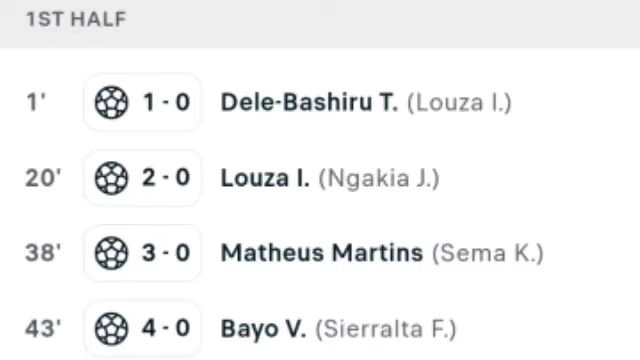 1ST HALF
1' 1 - 0 Dele-Bashiru T. (Louza I.)
20' 2 - 0 Louza I. (Ngakia J.)
38' 3 - 0 Matheus Martins (Sema K.)
43' 4 - 0 Bayo V. (Sierralta F.)